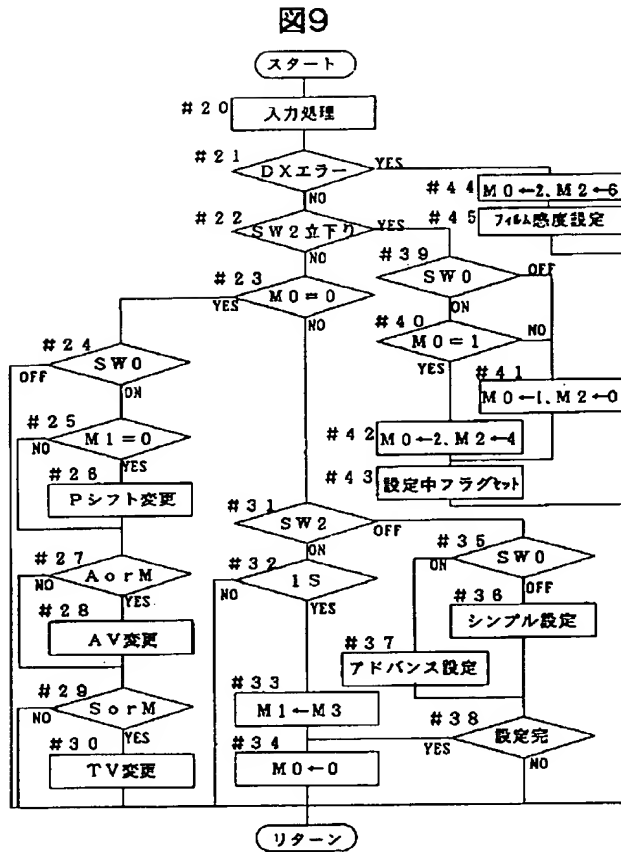 図9
スタート
#20
入力処理
#21
DXエラー
YES
NO
#44
M0←2、M2←6
#45
フィルム感度設定
#22
SW2立下り
YES
NO
#39
SW0
OFF
ON
#23
M0=0
YES
NO
#40
M0=1
NO
YES
#41
M0←1、M2←0
#42
M0←2、M2←4
#43
設定中フラグセット
#24
SW0
OFF
ON
#25
M1=0
NO
YES
#26
Pシフト変更
#27
AorM
NO
YES
#28
AV変更
#29
SorM
NO
YES
#30
TV変更
#31
SW2
OFF
ON
#32
1S
NO
YES
#33
M1←M3
#34
M0←0
#35
SW0
ON
OFF
#36
シンプル設定
#37
アドバンス設定
#38
設定完
YES
NO
リターン